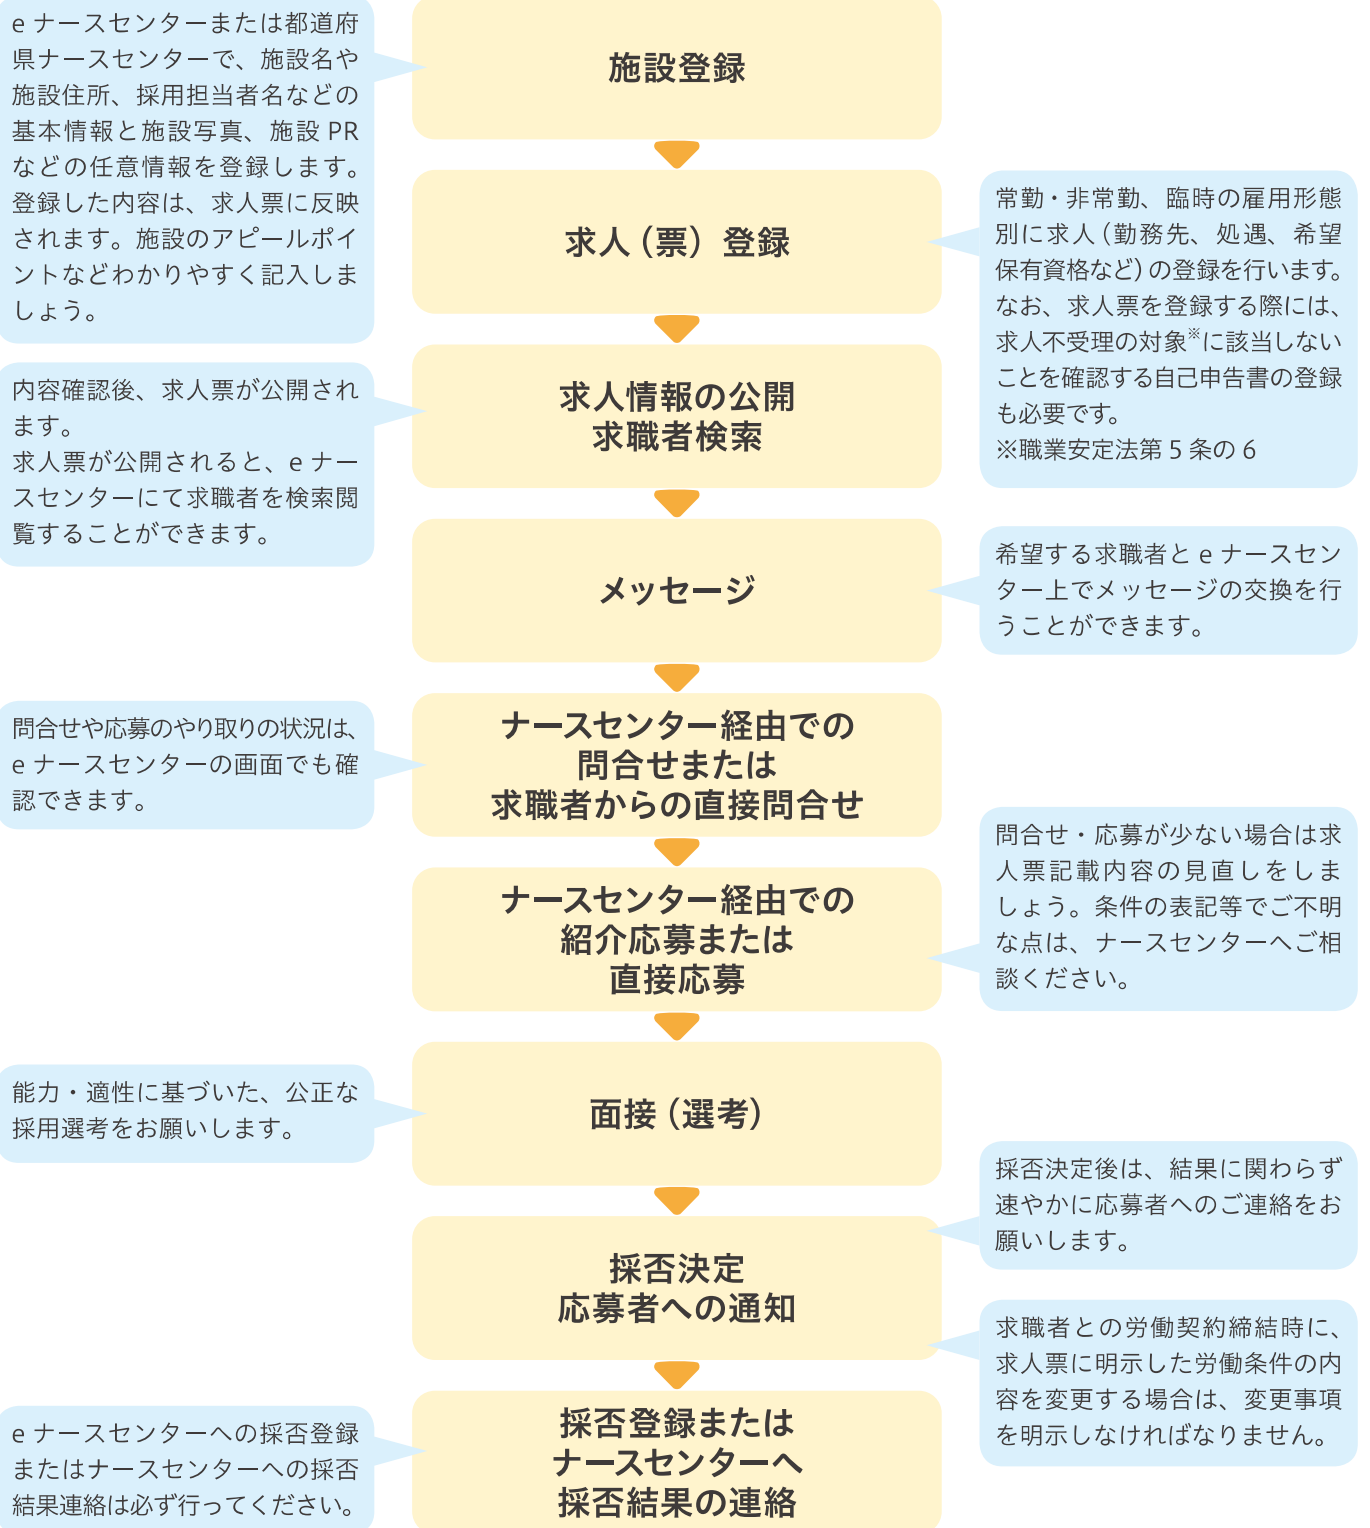 e ナースセンターまたは都道府
県ナースセンターで、施設名や
施設住所、採用担当者名などの
基本情報と施設写真、施設 PR
などの任意情報を登録します。
登録した内容は、求人票に反映
されます。施設のアピールポイ
ントなどわかりやすく記入しま
しょう。
施設登録
求人（票）登録
常勤・非常勤、臨時の雇用形態
別に求人（勤務先、処遇、希望
保有資格など）の登録を行います。
なお、求人票を登録する際には、
求人不受理の対象※に該当しない
ことを確認する自己申告書の登録
も必要です。
※職業安定法第 5 条の 6
内容確認後、求人票が公開され
ます。
求人票が公開されると、e ナー
スセンターにて求職者を検索閲
覧することができます。
求人情報の公開
求職者検索
メッセージ
希望する求職者と e ナースセン
ター上でメッセージの交換を行
うことができます。
問合せや応募のやり取りの状況は、
e ナースセンターの画面でも確
認できます。
ナースセンター経由での
問合せまたは
求職者からの直接問合せ
ナースセンター経由での
紹介応募または
直接応募
問合せ・応募が少ない場合は求
人票記載内容の見直しをしま
しょう。条件の表記等でご不明
な点は、ナースセンターへご相
談ください。
能力・適性に基づいた、公正な
採用選考をお願いします。
面接（選考）
採否決定
応募者への通知
採否決定後は、結果に関わらず
速やかに応募者へのご連絡をお
願いします。
求職者との労働契約締結時に、
求人票に明示した労働条件の内
容を変更する場合は、変更事項
を明示しなければなりません。
e ナースセンターへの採否登録
またはナースセンターへの採否
結果連絡は必ず行ってください。
採否登録または
ナースセンターへ
採否結果の連絡